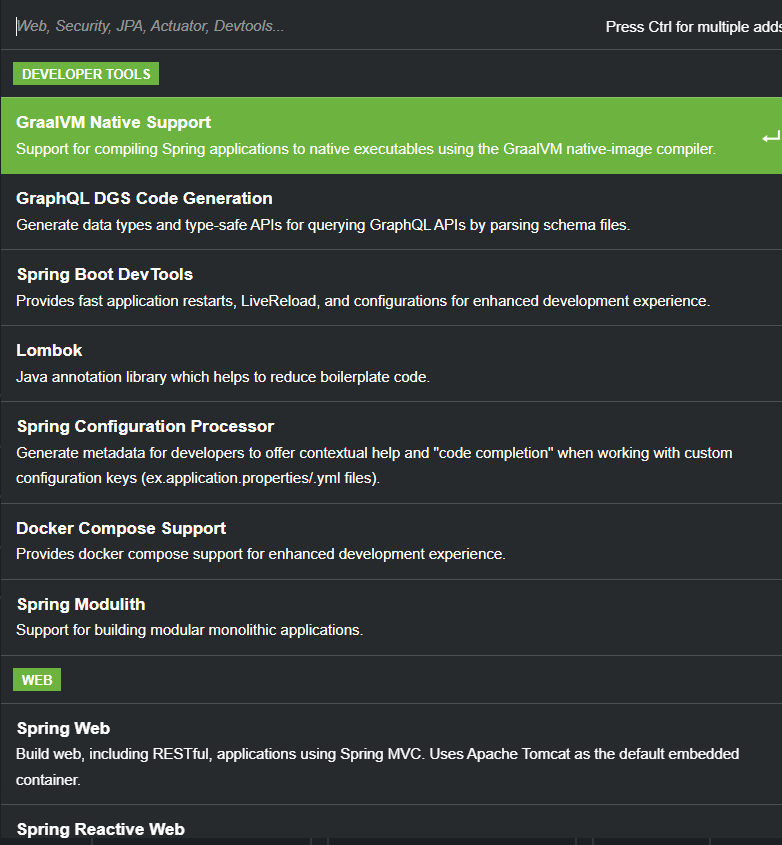 Web, Security, JPA, Actuator, Devtools...
Press Ctrl for multiple adds
DEVELOPER TOOLS
GraalVM Native Support
Support for compiling Spring applications to native executables using the GraalVM native-image compiler.
GraphQL DGS Code Generation
Generate data types and type-safe APIs for querying GraphQL APIs by parsing schema files.
Spring Boot DevTools
Provides fast application restarts, LiveReload, and configurations for enhanced development experience.
Lombok
Java annotation library which helps to reduce boilerplate code.
Spring Configuration Processor
Generate metadata for developers to offer contextual help and "code completion" when working with custom
configuration keys (ex.application.properties/.yml files).
Docker Compose Support
Provides docker compose support for enhanced development experience.
Spring Modulith
Support for building modular monolithic applications.
WEB
Spring Web
Build web, including RESTful, applications using Spring MVC. Uses Apache Tomcat as the default embedded
container.
Spring Reactive Web